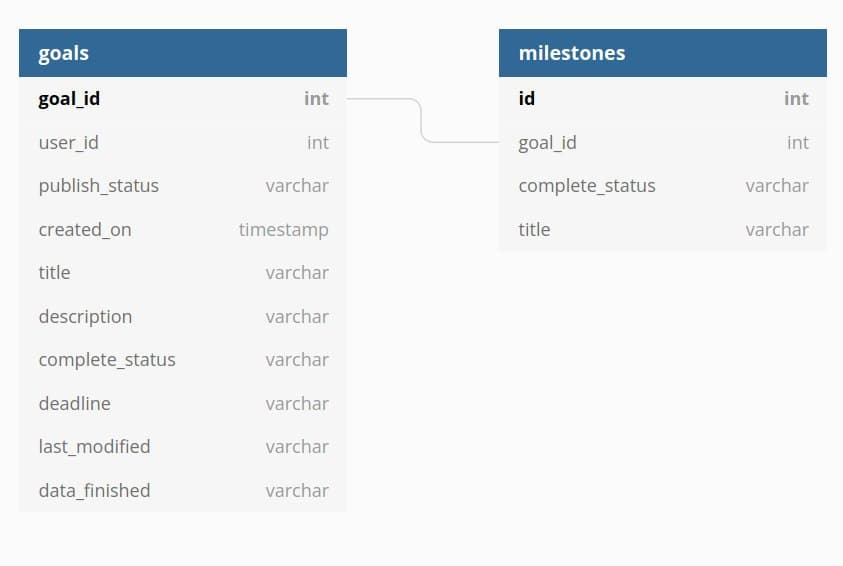 goals
goal_id int
user_id int
publish_status varchar
created_on timestamp
title varchar
description varchar
complete_status varchar
deadline varchar
last_modified varchar
data_finished varchar
milestones
id int
goal_id int
complete_status varchar
title varchar